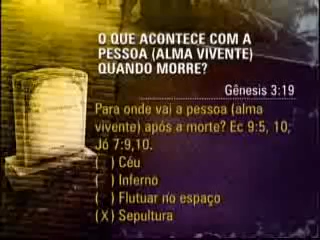 O QUE ACONTECE COM A
PESSOA (ALMA VIVENTE)
QUANDO MORRE?
Gênesis 3:19
Para onde vai a pessoa (alma
vivente) após a morte? Ec 9:5, 10,
Jó 7:9,10.
( ) Céu
( ) Inferno
( ) Flutuar no espaço
(X) Sepultura